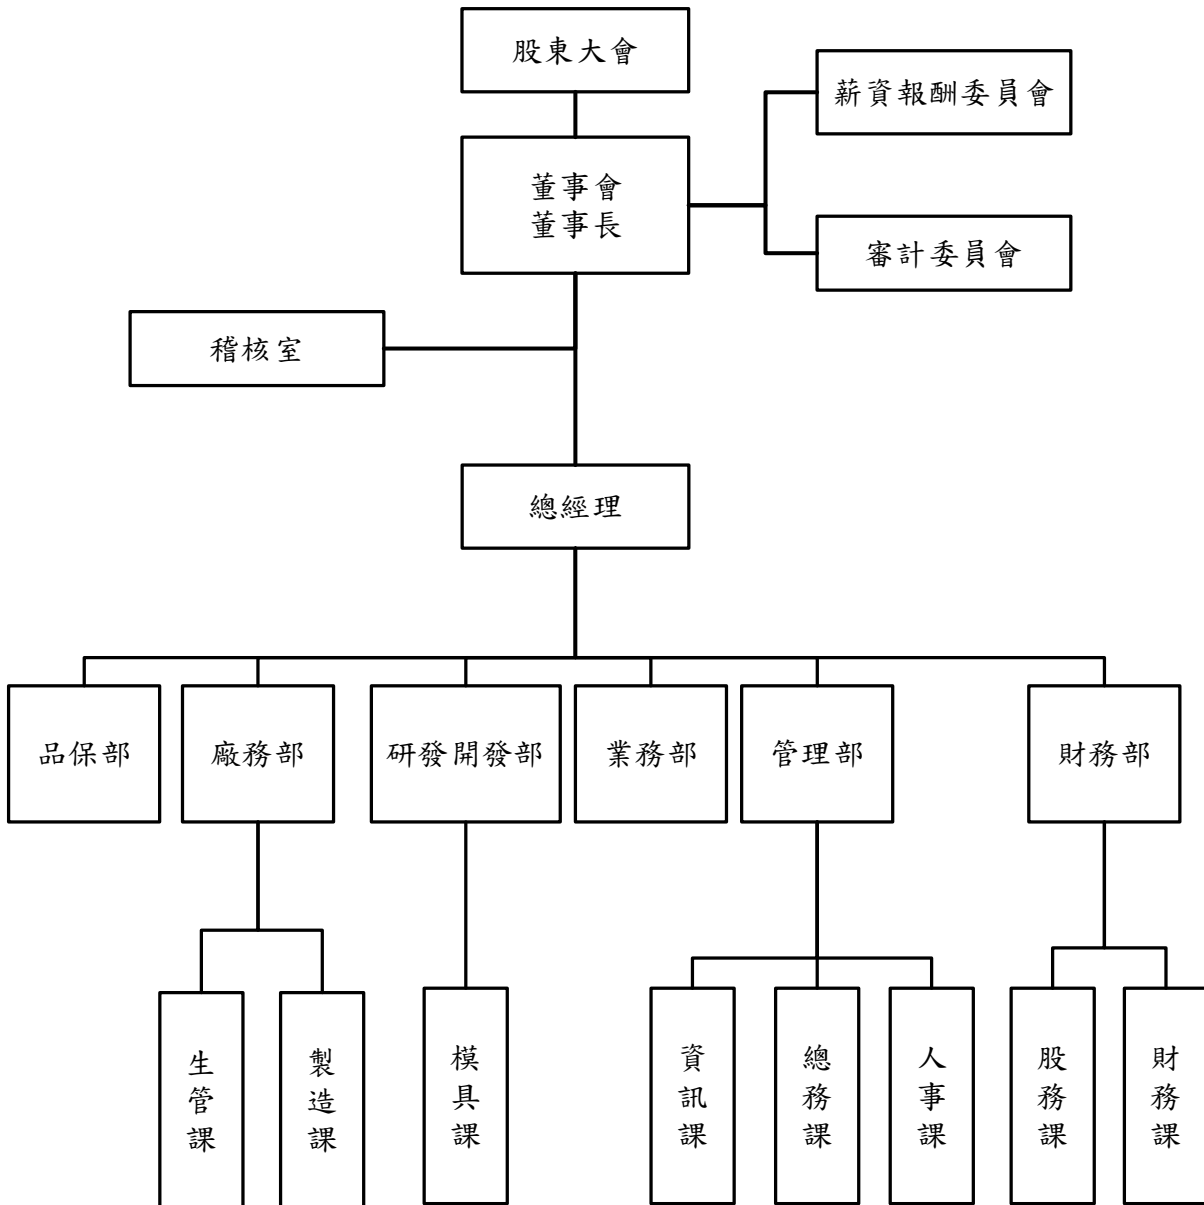 股東大會
薪資報酬委員會
董事會
董事長
審計委員會
稽核室
總經理
品保部
廠務部
研發開發部
業務部
管理部
財務部
生管課
製造課
模具課
資訊課
總務課
人事課
股務課
財務課